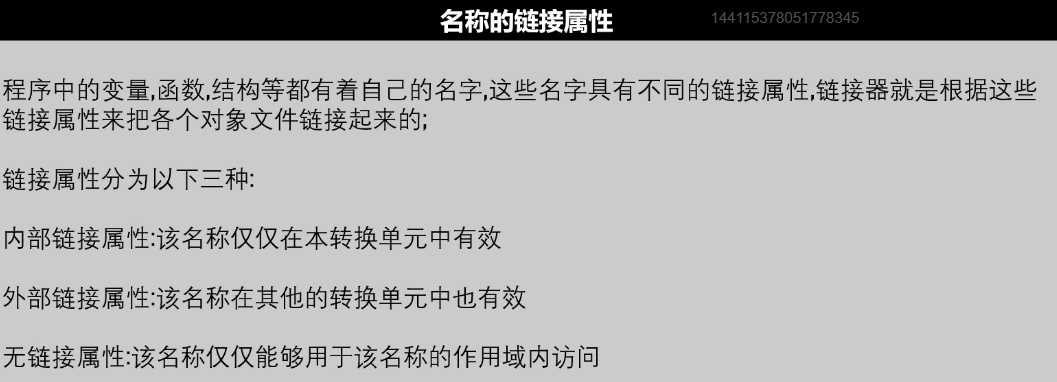 名称的链接属性
144115378051778345
程序中的变量,函数,结构等都有着自己的名字,这些名字具有不同的链接属性,链接器就是根据这些
链接属性来把各个对象文件链接起来的;
链接属性分为以下三种:
内部链接属性:该名称仅仅在本转换单元中有效
外部链接属性:该名称在其他的转换单元中也有效
无链接属性:该名称仅仅能够用于该名称的作用域内访问